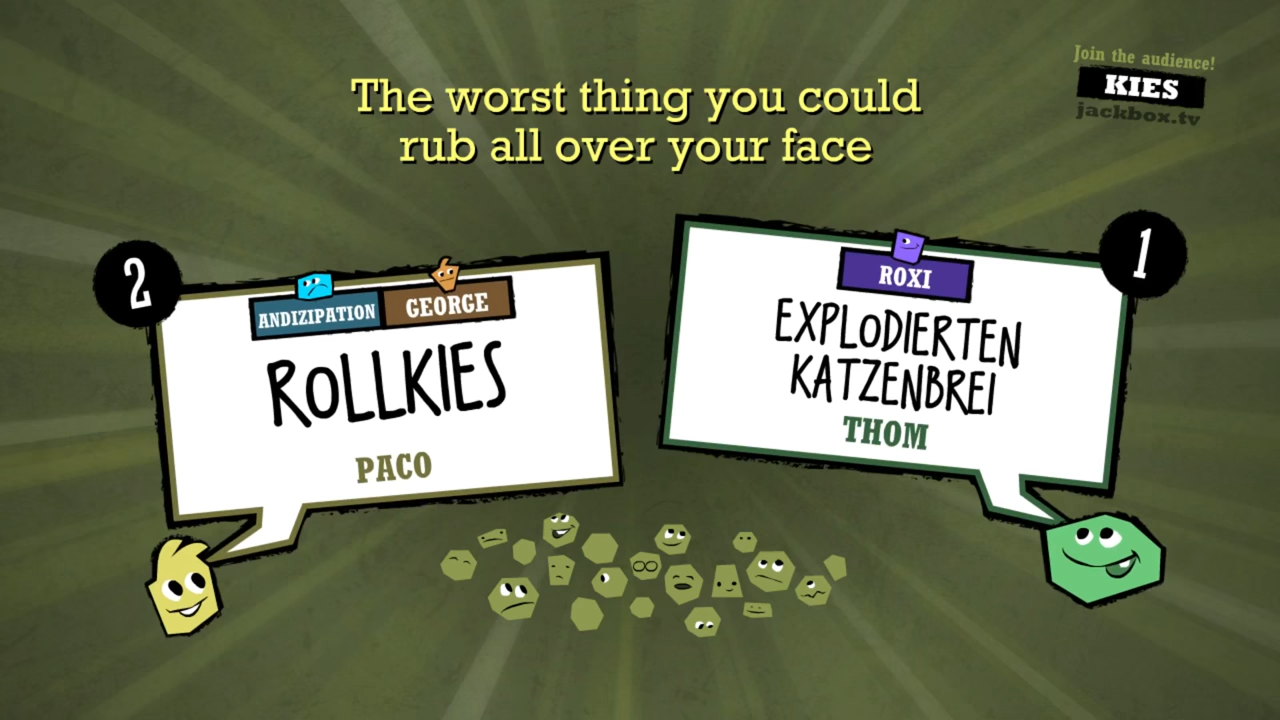 Join the audience!
KIES
jackbox.tv
The worst thing you could
rub all over your face
2
ANDIZIPATION
GEORGE
ROLLKIES
PACO
1
ROXI
EXPLODIERTEN
KATZENBREI
THOM